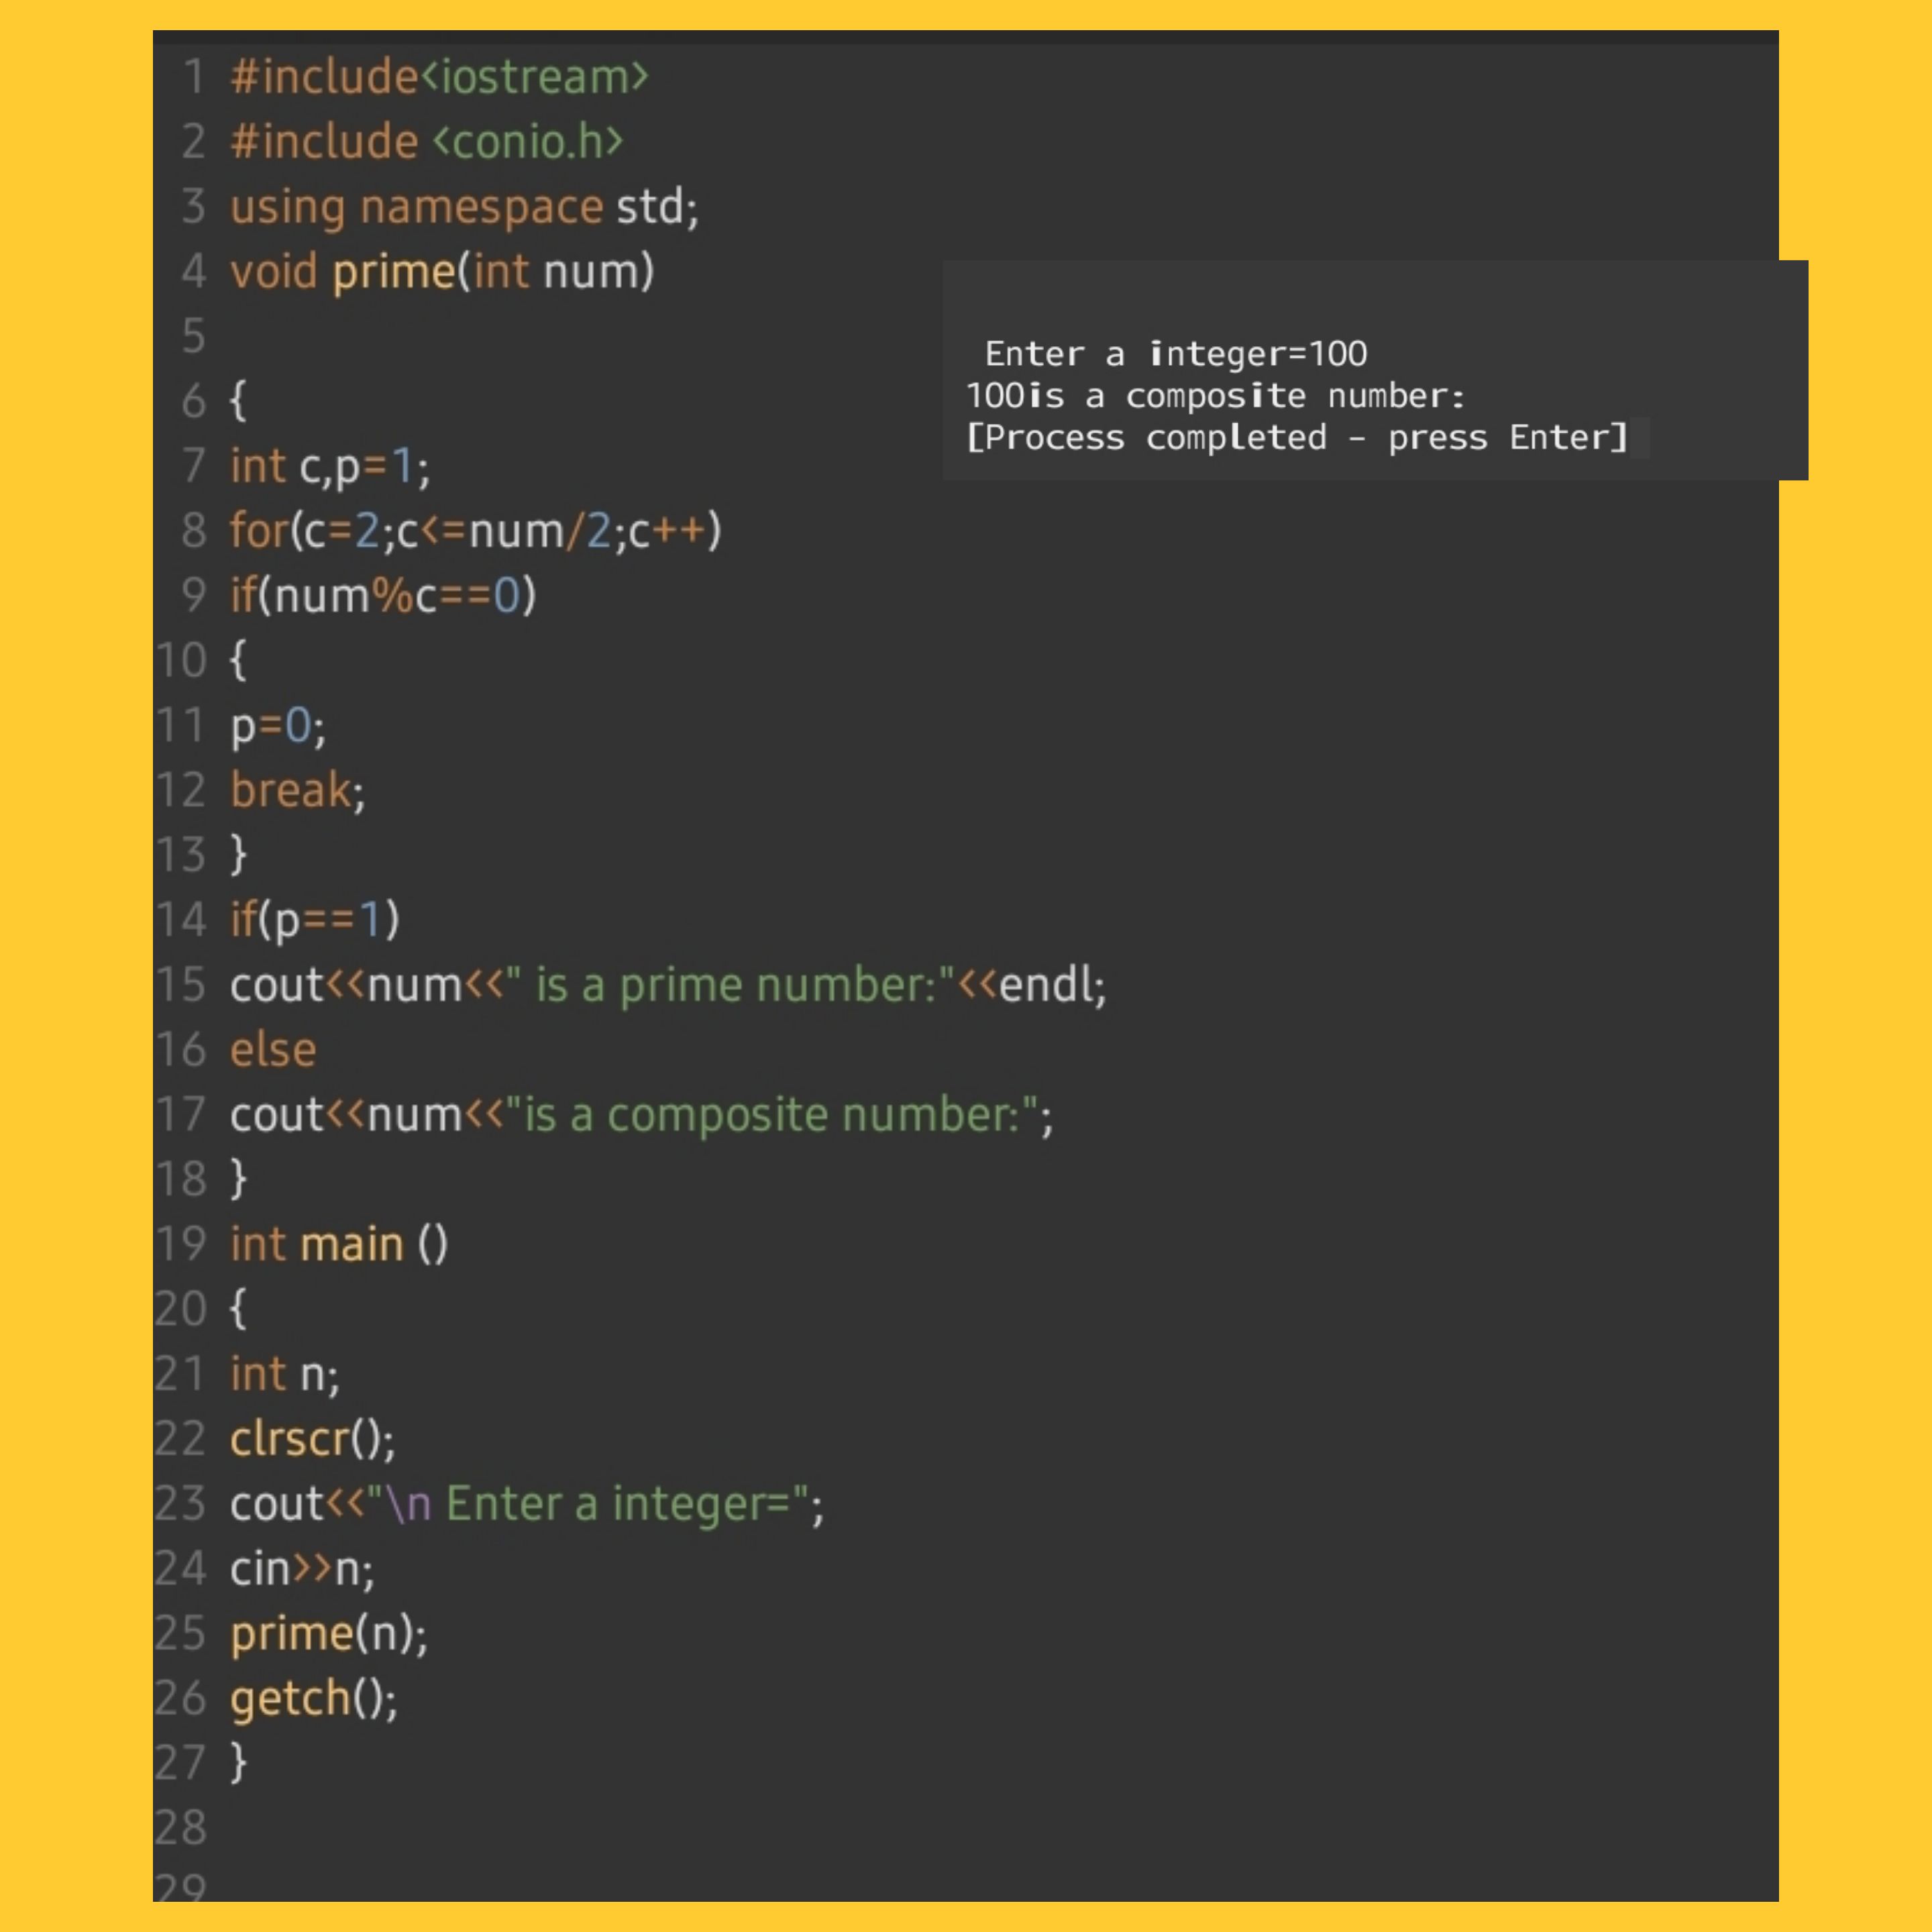 1 #include<iostream>
2 #include <conio.h>
3 using namespace std;
4 void prime(int num)
5
6 {
7 int c,p=1;
8 for(c=2;c<=num/2;c++)
9 if(num%c==0)
10 {
11 p=0;
12 break;
13 }
14 if(p==1)
15 cout<<num<<" is a prime number:"<<endl;
16 else
17 cout<<num<<"is a composite number:";
18 }
19 int main ()
20 {
21 int n;
22 clrscr();
23 cout<<"\n Enter a integer=";
24 cin>>n;
25 prime(n);
26 getch();
27 }
28
29
Enter a integer=100
100is a composite number:
[Process completed - press Enter]